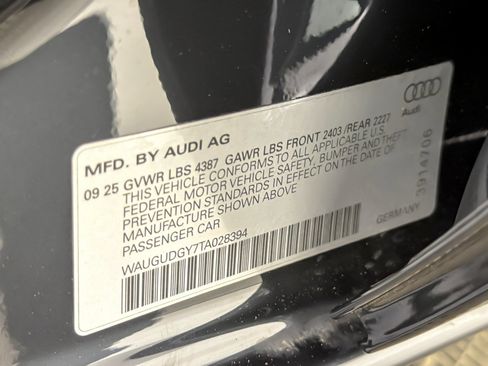 MFD. BY AUDI AG
Audi
09 25 GVWR LBS 4387 GAWR LBS FRONT 2403 /REAR 2227
THIS VEHICLE CONFORMS TO ALL APPLICABLE U.S.
FEDERAL MOTOR VEHICLE SAFETY, BUMPER, AND THEFT
PREVENTION STANDARDS IN EFFECT ON THE DATE OF
MANUFACTURE SHOWN ABOVE
PASSENGER CAR
WAUGUDGY7TA028394
GERMANY
3914706